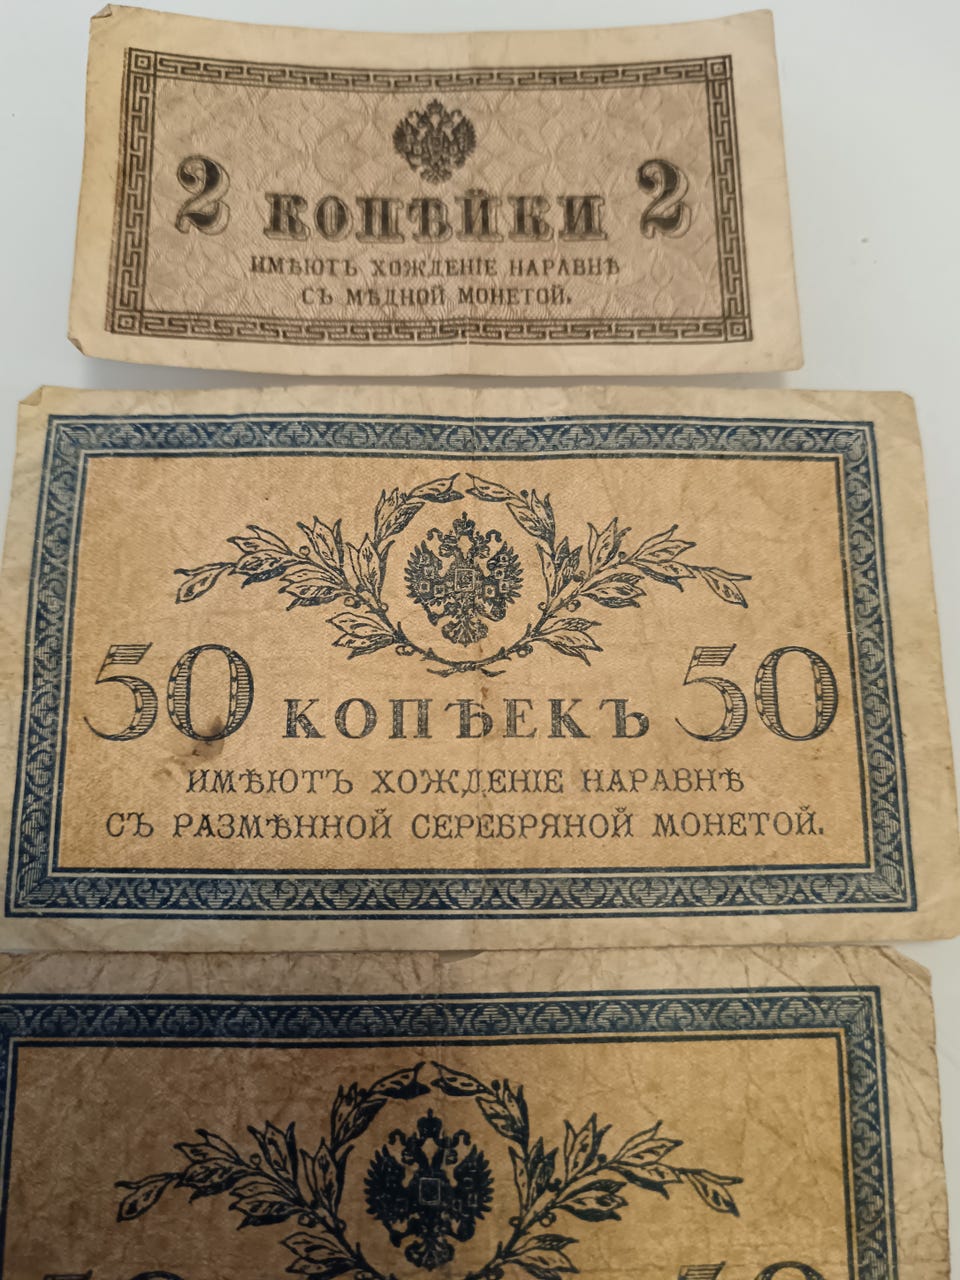 2 КОПѢЙКИ 2
ИМѢЮТЪ ХОЖДЕНІЕ НАРАВНѢ
СЪ МѢДНОЙ МОНЕТОЙ.
50 КОПѢЕКЪ 50
ИМѢЮТЪ ХОЖДЕНІЕ НАРАВНѢ
СЪ РАЗМѢННОЙ СЕРЕБРЯНОЙ МОНЕТОЙ.